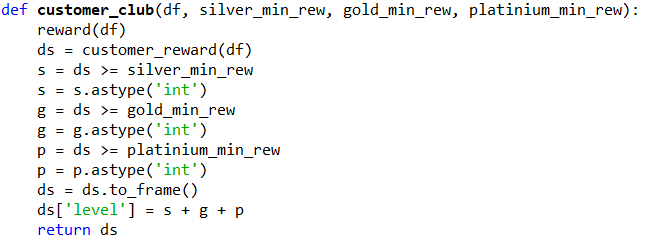 def customer_club(df, silver_min_rew, gold_min_rew, platinium_min_rew):
    reward(df)
    ds = customer_reward(df)
    s = ds >= silver_min_rew
    s = s.astype('int')
    g = ds >= gold_min_rew
    g = g.astype('int')
    p = ds >= platinium_min_rew
    p = p.astype('int')
    ds = ds.to_frame()
    ds['level'] = s + g + p
    return ds